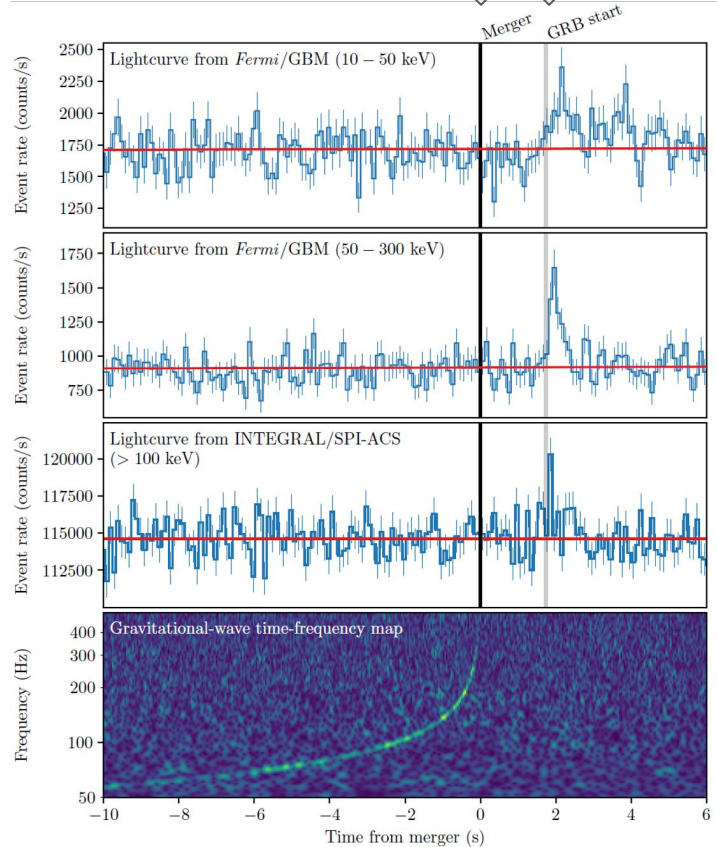 Merger
GRB start
Lightcurve from Fermi/GBM (10 − 50 keV)
Event rate (counts/s)
2500
2250
2000
1750
1500
1250
Lightcurve from Fermi/GBM (50 − 300 keV)
Event rate (counts/s)
1750
1500
1250
1000
750
Lightcurve from INTEGRAL/SPI-ACS
(> 100 keV)
Event rate (counts/s)
120000
117500
115000
112500
Gravitational-wave time-frequency map
Frequency (Hz)
400
300
200
100
50
−10 −8 −6 −4 −2 0 2 4 6
Time from merger (s)